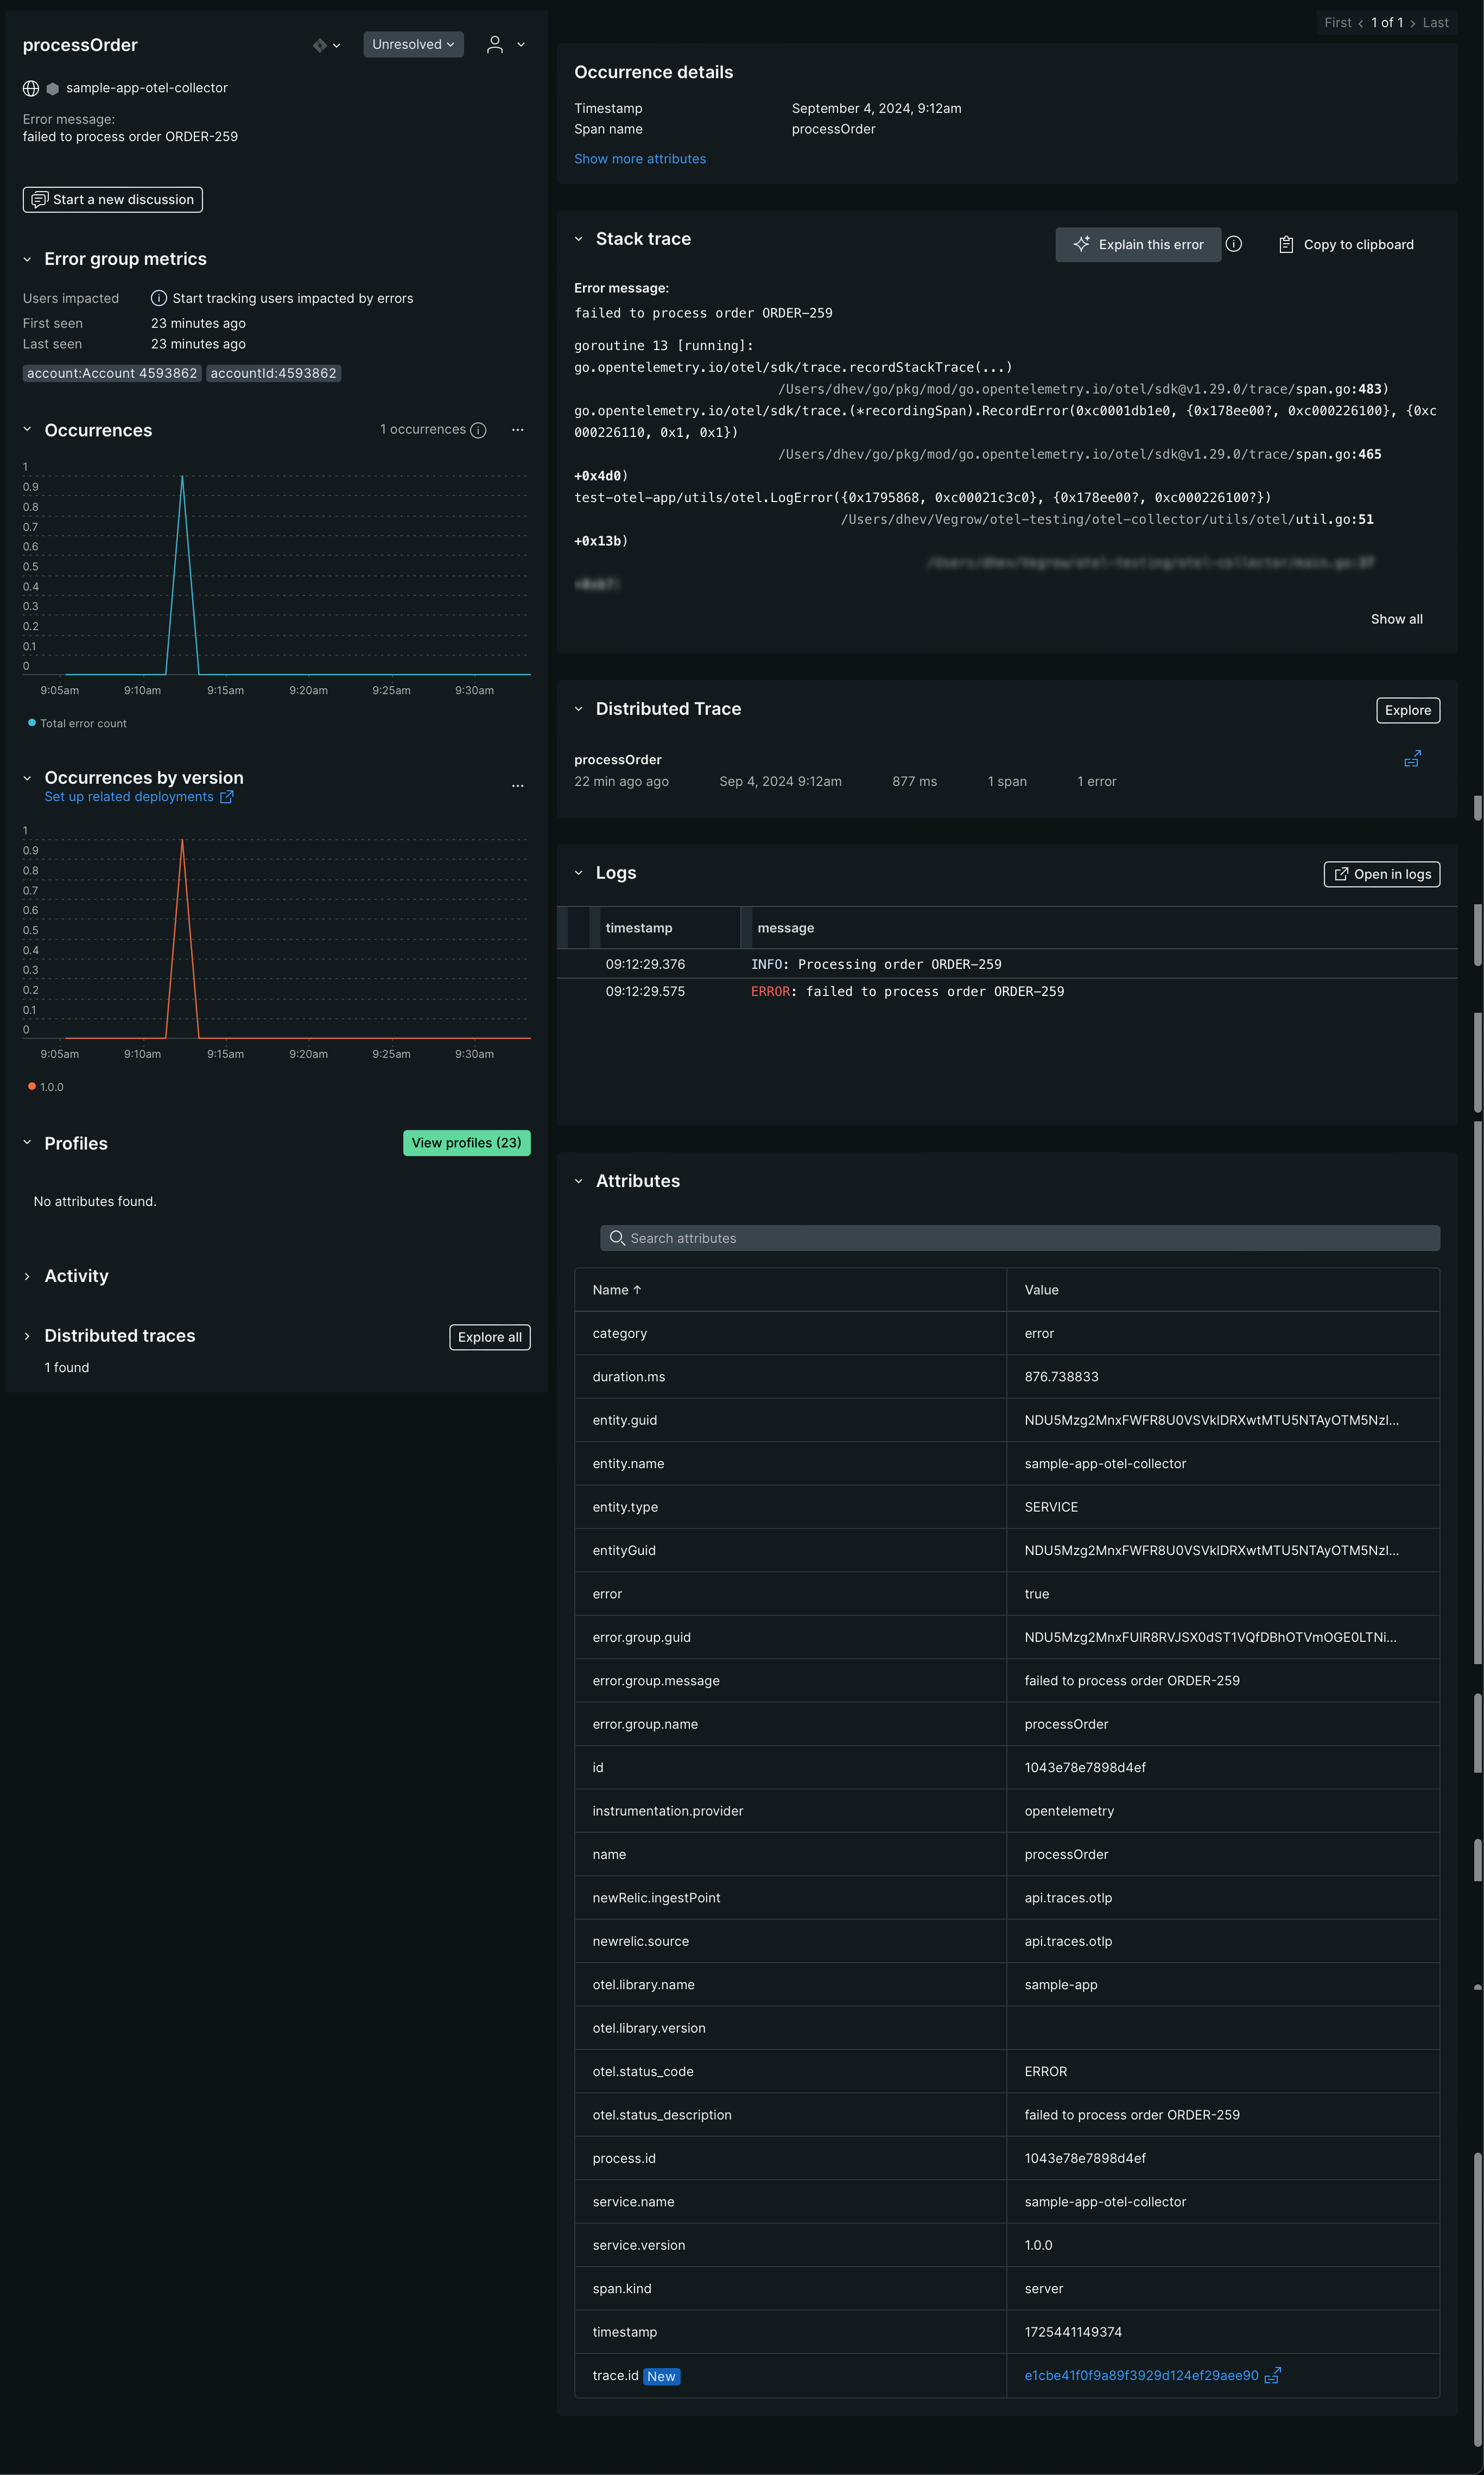 processOrder
Unresolved
sample-app-otel-collector
Error message:
failed to process order ORDER-259
Start a new discussion
Error group metrics
Users impacted Start tracking users impacted by errors
First seen 23 minutes ago
Last seen 23 minutes ago
account:Account 4593862 accountId:4593862
Occurrences 1 occurrences ...
1
0.9
0.8
0.7
0.6
0.5
0.4
0.3
0.2
0.1
0
9:05am 9:10am 9:15am 9:20am 9:25am 9:30am
Total error count
Occurrences by version ...
Set up related deployments
1
0.9
0.8
0.7
0.6
0.5
0.4
0.3
0.2
0.1
0
9:05am 9:10am 9:15am 9:20am 9:25am 9:30am
1.0.0
Profiles View profiles (23)
No attributes found.
Activity
Distributed traces Explore all
1 found
First 1 of 1 Last
Occurrence details
Timestamp September 4, 2024, 9:12am
Span name processOrder
Show more attributes
Stack trace Explain this error Copy to clipboard
Error message:
failed to process order ORDER-259
goroutine 13 [running]:
go.opentelemetry.io/otel/sdk/trace.recordStackTrace(...)
/Users/dhev/go/pkg/mod/go.opentelemetry.io/otel/sdk@v1.29.0/trace/span.go:483)
go.opentelemetry.io/otel/sdk/trace.(*recordingSpan).RecordError(0xc0001db1e0, {0x178ee00?, 0xc000226100}, {0xc
000226110, 0x1, 0x1})
/Users/dhev/go/pkg/mod/go.opentelemetry.io/otel/sdk@v1.29.0/trace/span.go:465
+0x4d0)
test-otel-app/utils/otel.LogError({0x1795868, 0xc00021c3c0}, {0x178ee00?, 0xc000226100?})
/Users/dhev/Vegrow/otel-testing/otel-collector/utils/otel/util.go:51
+0x13b)
Show all
Distributed Trace Explore
processOrder
22 min ago ago Sep 4, 2024 9:12am 877 ms 1 span 1 error
Logs Open in logs
timestamp message
09:12:29.376 INFO: Processing order ORDER-259
09:12:29.575 ERROR: failed to process order ORDER-259
Attributes
Search attributes
Name ↑ Value
category error
duration.ms 876.738833
entity.guid NDU5Mzg2MnxFWFR8U0VSVklDRXwtMTU5NTAyOTM5NzI...
entity.name sample-app-otel-collector
entity.type SERVICE
entityGuid NDU5Mzg2MnxFWFR8U0VSVklDRXwtMTU5NTAyOTM5NzI...
error true
error.group.guid NDU5Mzg2MnxFUlR8RVJSX0dST1VQfDBhOTVmOGE0LTNi...
error.group.message failed to process order ORDER-259
error.group.name processOrder
id 1043e78e7898d4ef
instrumentation.provider opentelemetry
name processOrder
newRelic.ingestPoint api.traces.otlp
newrelic.source api.traces.otlp
otel.library.name sample-app
otel.library.version
otel.status_code ERROR
otel.status_description failed to process order ORDER-259
process.id 1043e78e7898d4ef
service.name sample-app-otel-collector
service.version 1.0.0
span.kind server
timestamp 1725441149374
trace.id New e1cbe41f0f9a89f3929d124ef29aee90